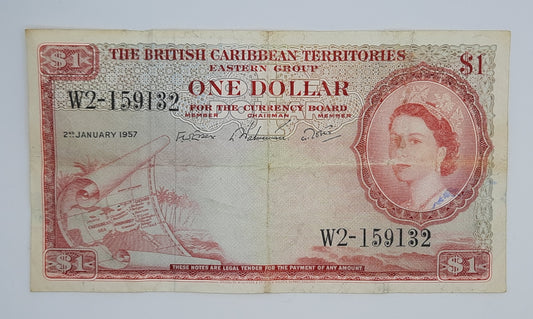 $1
THE BRITISH CARIBBEAN TERRITORIES
$1
EASTERN GROUP
ONE DOLLAR
W2-159132
FOR THE CURRENCY BOARD
MEMBER CHAIRMAN MEMBER
2ND JANUARY 1957
W2-159132
$1
THESE NOTES ARE LEGAL TENDER FOR THE PAYMENT OF ANY AMOUNT
$1